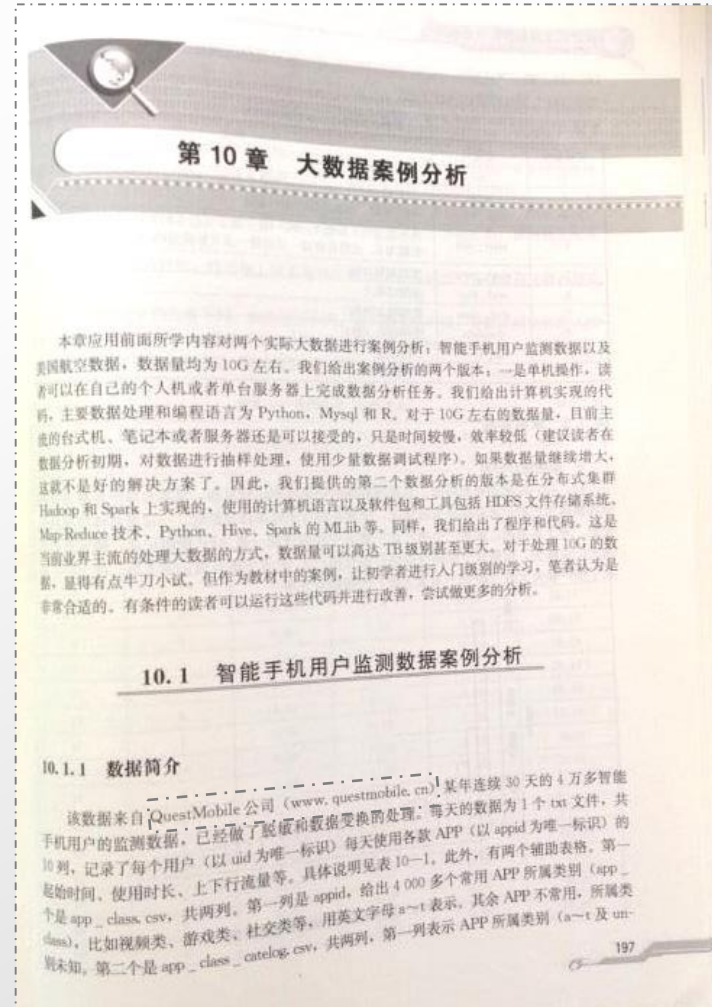 第 10 章 大数据案例分析
本章应用前面所学内容对两个实际大数据进行案例分析：智能手机用户监测数据以及
美国航空数据，数据量均为 10G 左右。我们给出案例分析的两个版本：一是单机操作，读
者可以在自己的个人机或者单台服务器上完成数据分析任务。我们给出计算机实现的代
码，主要数据处理和编程语言为 Python，Mysql 和 R。对于 10G 左右的数据量，目前主
流的台式机、笔记本或者服务器还是可以接受的，只是时间较慢，效率较低（建议读者在
数据分析初期，对数据进行抽样处理，使用少量数据调试程序）。如果数据量继续增大，
这就不是好的解决方案了。因此，我们提供的第二个数据分析的版本是在分布式集群
Hadoop 和 Spark 上实现的，使用的计算机语言以及软件包和工具包括 HDFS 文件存储系统、
Map-Reduce 技术、Python、Hive、Spark 的 MLlib 等。同样，我们给出了程序和代码。这是
当前业界主流的处理大数据的方式，数据量可以高达 TB 级别甚至更大。对于处理 10G 的数
据，显得有点牛刀小试。但作为教材中的案例，让初学者进行入门级别的学习，笔者认为是
非常合适的。有条件的读者可以运行这些代码并进行改善，尝试做更多的分析。
10.1 智能手机用户监测数据案例分析
10.1.1 数据简介
该数据来自 QuestMobile 公司（www.questmobile.cn）某年连续 30 天的 4 万多智能
手机用户的监测数据，已经做了脱敏和数据变换的处理。每天的数据为 1 个 txt 文件，共
10 列，记录了每个用户（以 uid 为唯一标识）每天使用各款 APP（以 appid 为唯一标识）的
起始时间、使用时长、上下行流量等。具体说明见表 10—1。此外，有两个辅助表格。第一
个是 app_class.csv，共两列。第一列是 appid，给出 4 000 多个常用 APP 所属类别（app_
class），比如视频类、游戏类、社交类等，用英文字母 a～t 表示。其余 APP 不常用，所属类
别未知。第二个是 app_class_catelog.csv，共两列，第一列表示 APP 所属类别（a～t 及 un-
197